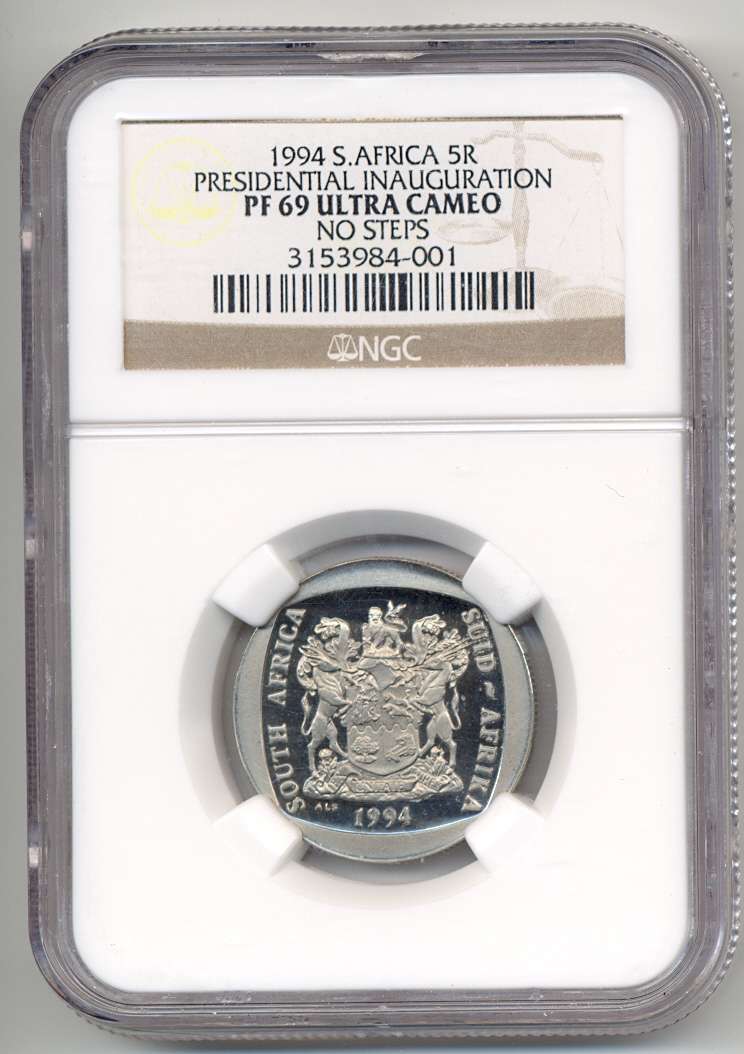 1994 S.AFRICA 5R
PRESIDENTIAL INAUGURATION
PF 69 ULTRA CAMEO
NO STEPS
3153984-001
NGC
SOUTH AFRICA
SUID-AFRIKA
ALS
1994